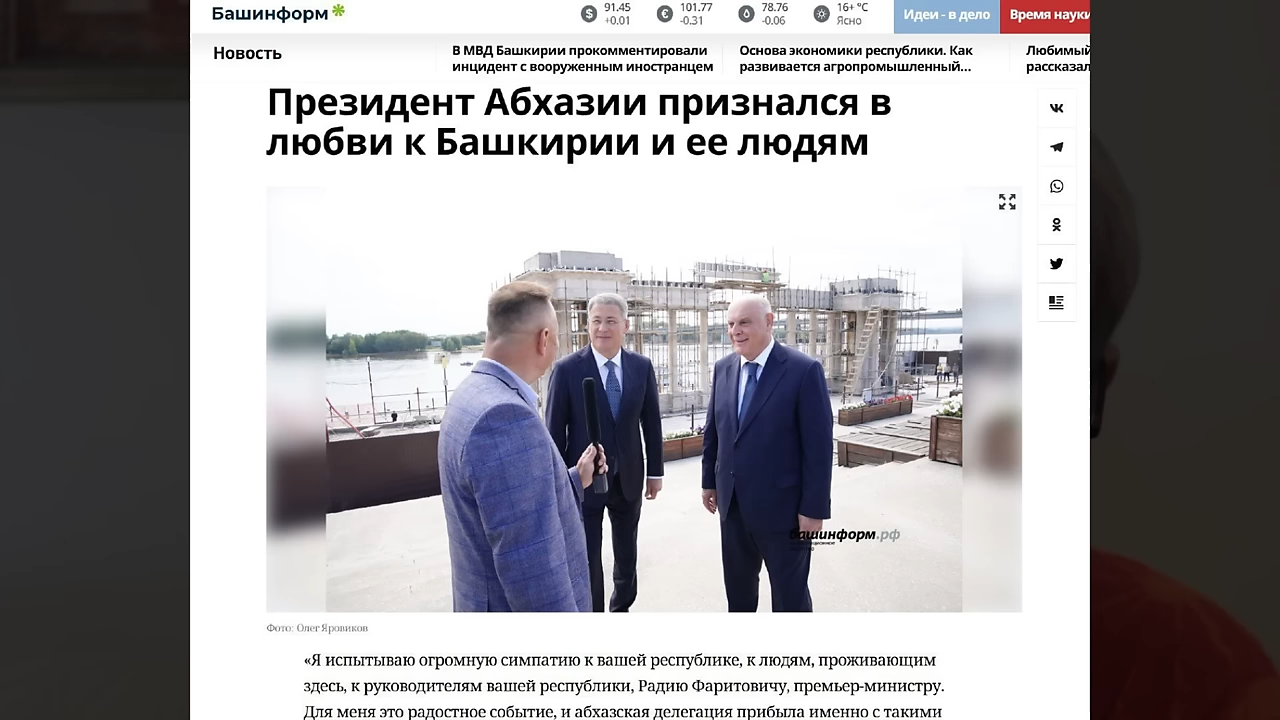 Башинформ
$ 91.45 +0.01
€ 101.77 -0.31
78.76 -0.06
16+ °C Ясно
Идеи - в дело
Время науки
Новость
В МВД Башкирии прокомментировали
инцидент с вооруженным иностранцем
Основа экономики республики. Как
развивается агропромышленный...
Любимый
рассказал
Президент Абхазии признался в
любви к Башкирии и ее людям
башинформ.рф
Фото: Олег Яровиков
«Я испытываю огромную симпатию к вашей республике, к людям, проживающим
здесь, к руководителям вашей республики, Радию Фаритовичу, премьер-министру.
Для меня это радостное событие, и абхазская делегация прибыла именно с такими